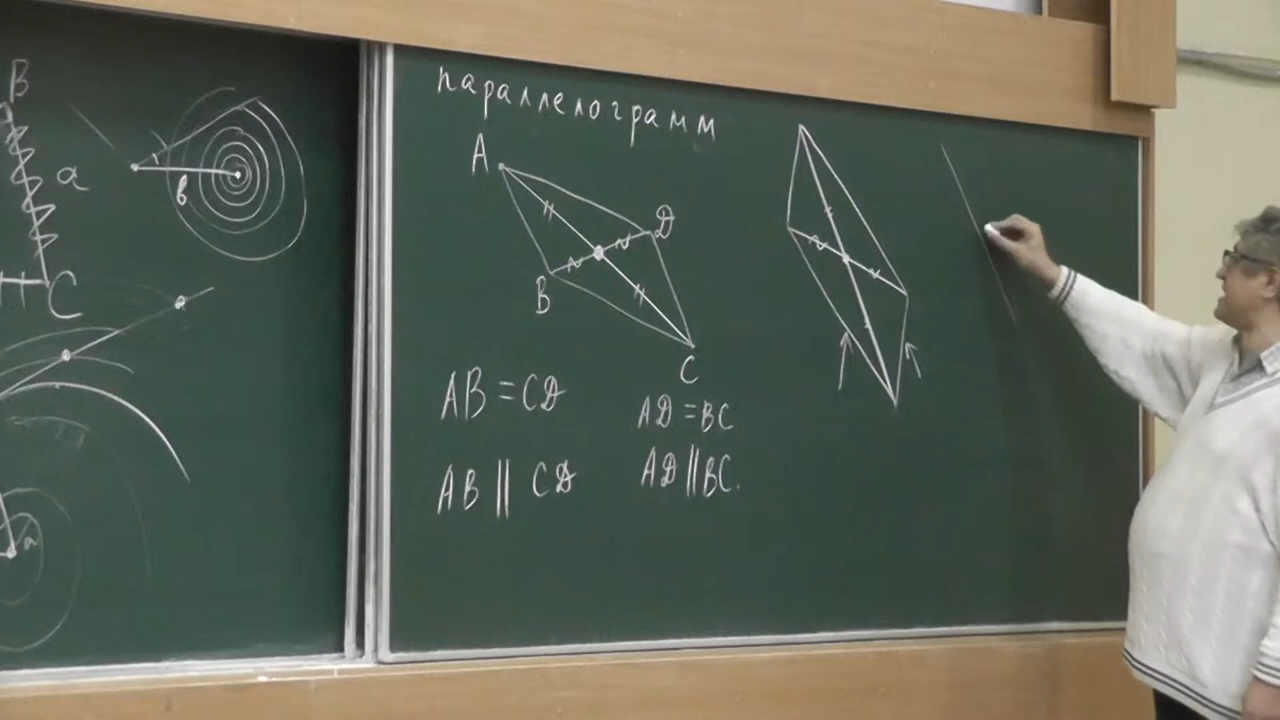 параллелограмм
A
D
B
C
AB = CD
AD = BC
AB || CD
AD || BC.
B
a
C
в
a